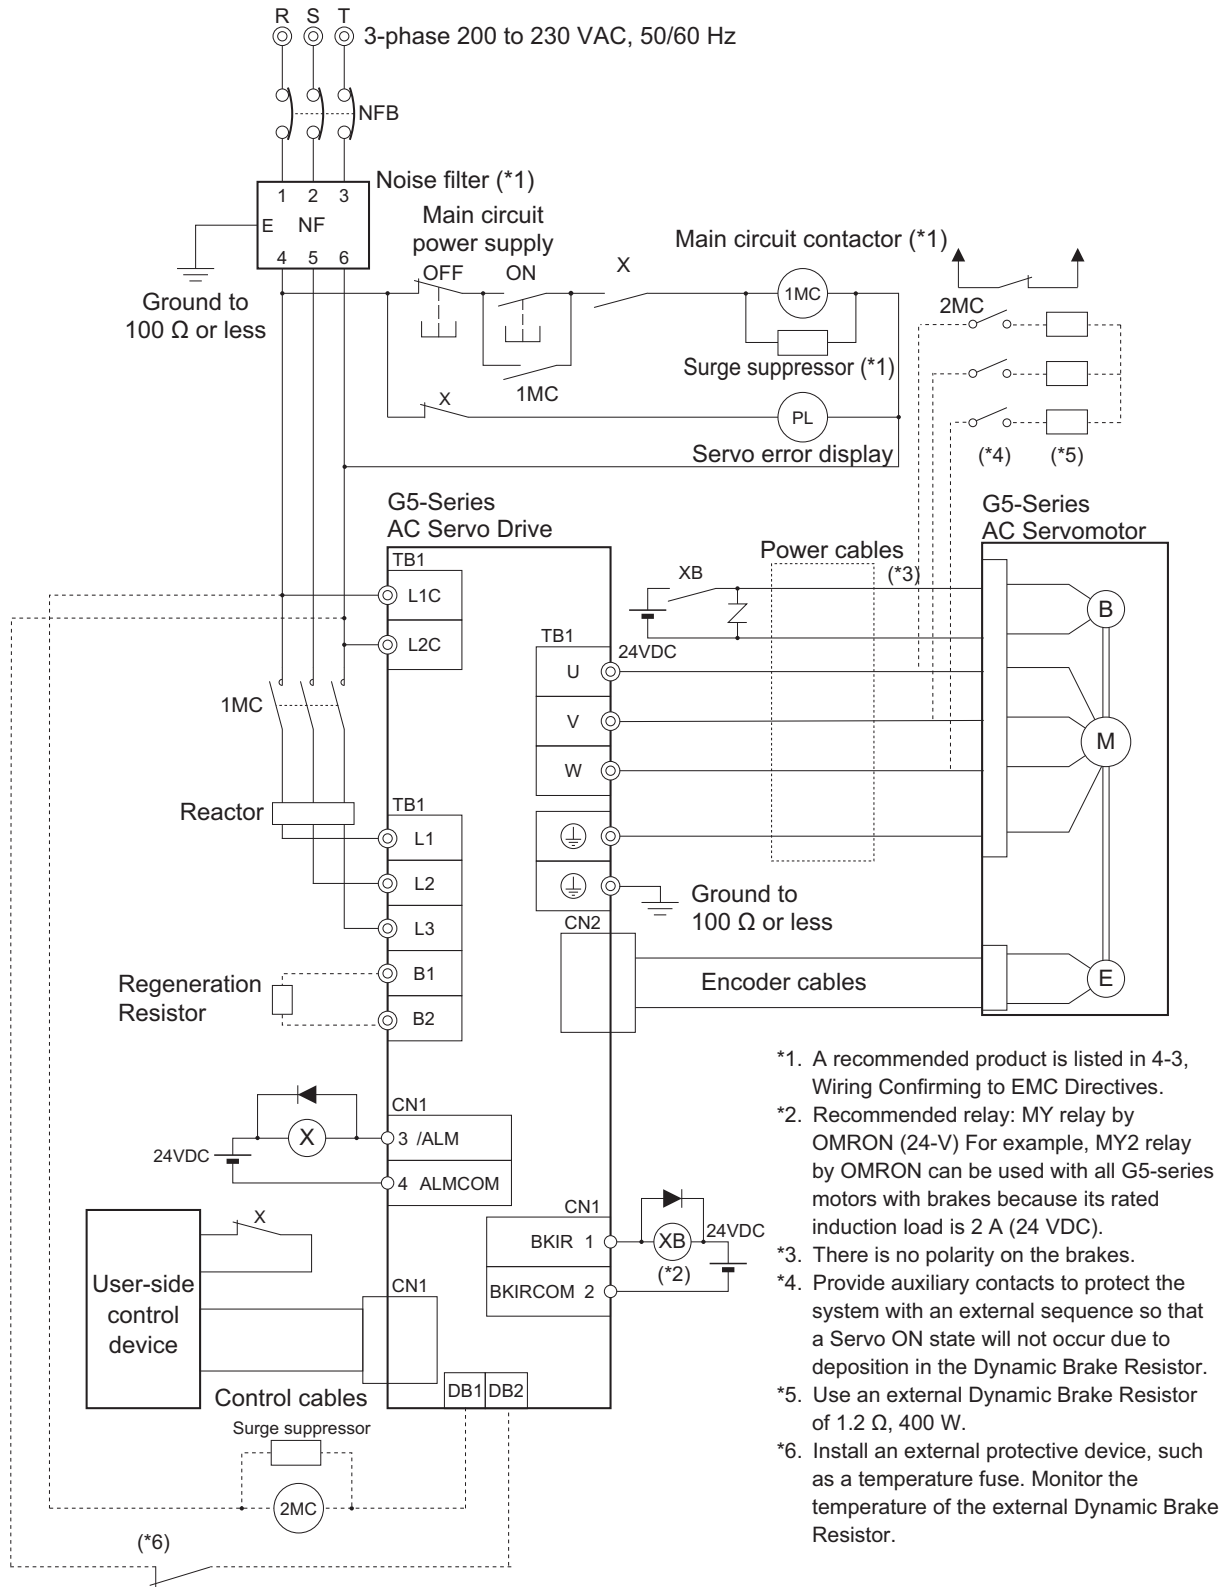 R S T
3-phase 200 to 230 VAC, 50/60 Hz
NFB
Noise filter (*1)
1 2 3
E NF
4 5 6
Ground to
100 Ω or less
Main circuit
power supply
OFF ON
X
Main circuit contactor (*1)
1MC
Surge suppressor (*1)
1MC
X
PL
Servo error display
2MC
(*4) (*5)
G5-Series
AC Servo Drive
G5-Series
AC Servomotor
TB1
L1C
L2C
XB
Power cables
(*3)
24VDC
TB1
U
V
W
B
M
1MC
Reactor
TB1
L1
L2
L3
B1
B2
Regeneration
Resistor
Ground to
100 Ω or less
CN2
Encoder cables
E
CN1
X
24VDC
3 /ALM
4 ALMCOM
CN1
BKIR 1
BKIRCOM 2
XB
(*2)
24VDC
X
User-side
control
device
CN1
Control cables
DB1 DB2
Surge suppressor
2MC
(*6)
*1. A recommended product is listed in 4-3,
Wiring Confirming to EMC Directives.
*2. Recommended relay: MY relay by
OMRON (24-V) For example, MY2 relay
by OMRON can be used with all G5-series
motors with brakes because its rated
induction load is 2 A (24 VDC).
*3. There is no polarity on the brakes.
*4. Provide auxiliary contacts to protect the
system with an external sequence so that
a Servo ON state will not occur due to
deposition in the Dynamic Brake Resistor.
*5. Use an external Dynamic Brake Resistor
of 1.2 Ω, 400 W.
*6. Install an external protective device, such
as a temperature fuse. Monitor the
temperature of the external Dynamic Brake
Resistor.